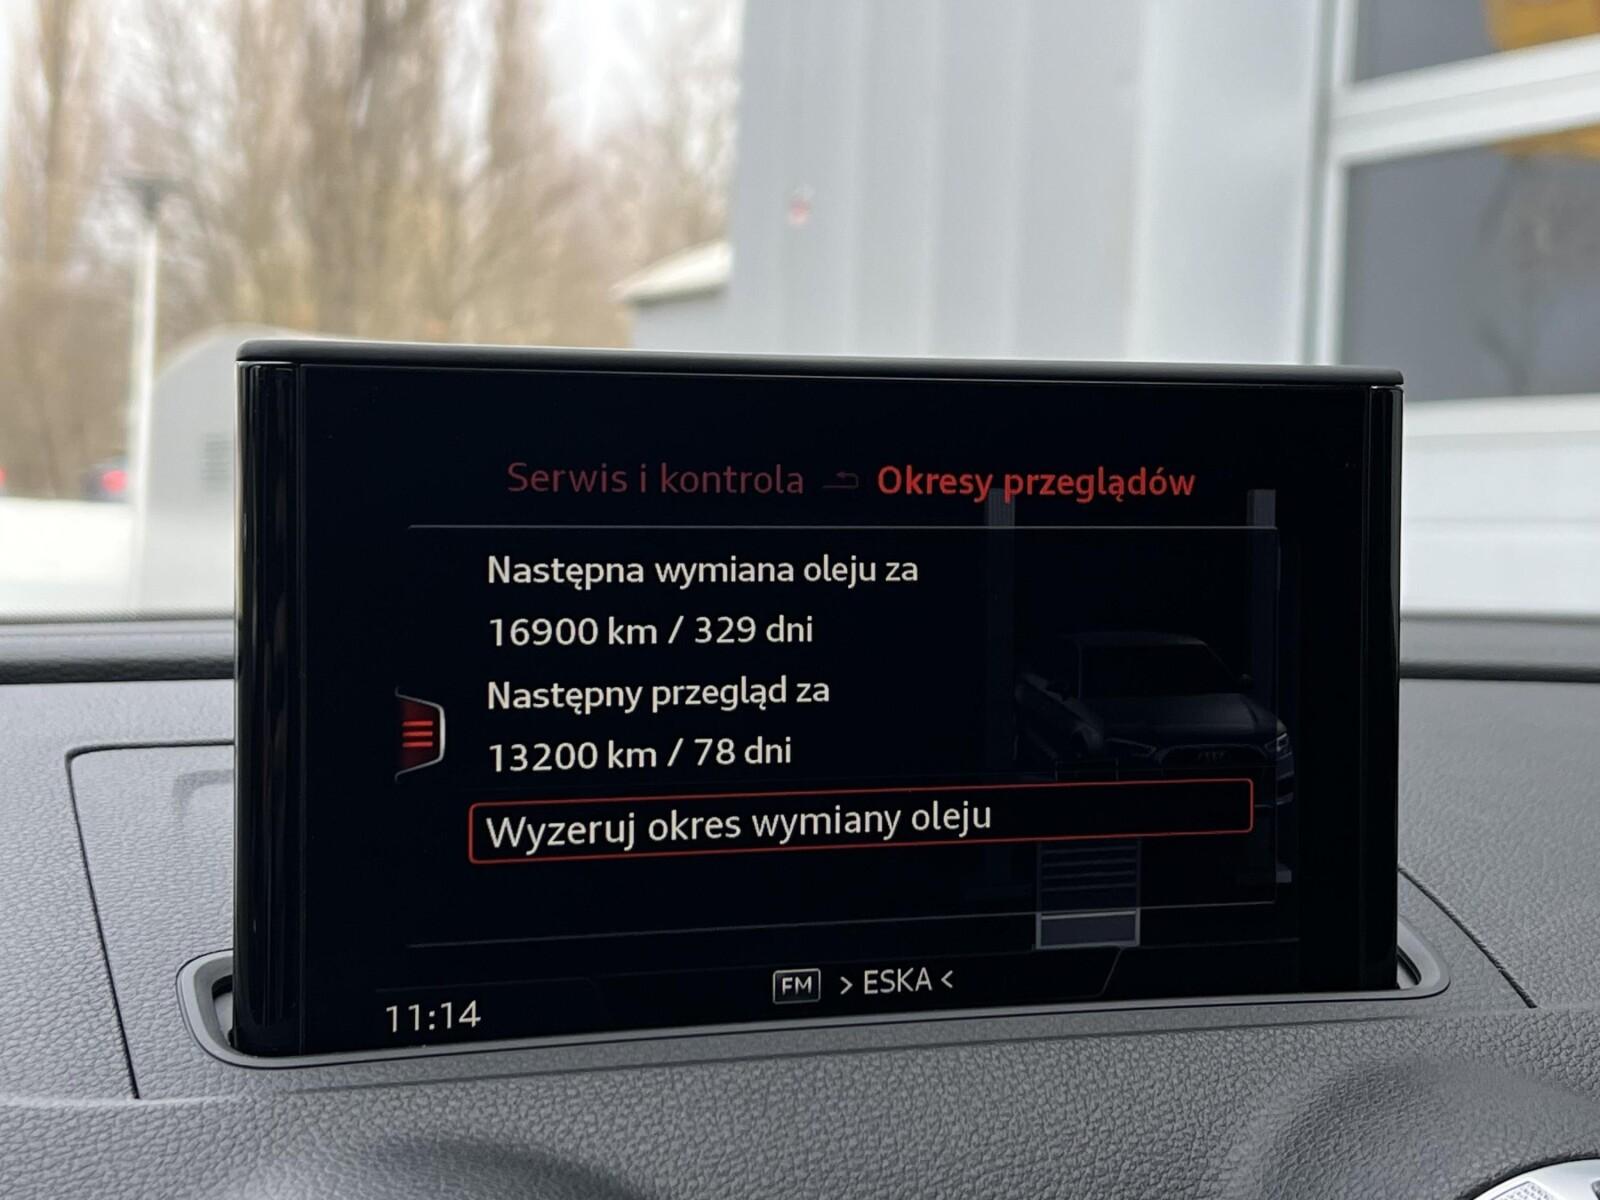 Serwis i kontrola Okresy przeglądów
Następna wymiana oleju za
16900 km / 329 dni
Następny przegląd za
13200 km / 78 dni
Wyzeruj okres wymiany oleju
FM > ESKA <
11:14